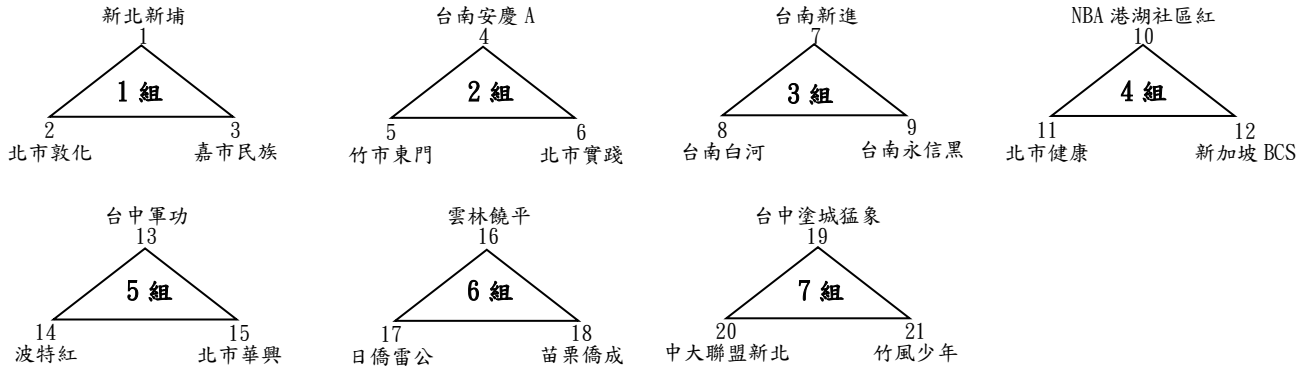 新北新埔
1
1 組
2
3
北市敦化
嘉市民族
台南安慶 A
4
2 組
5
6
竹市東門
北市實踐
台南新進
7
3 組
8
9
台南白河
台南永信黑
NBA 港湖社區紅
10
4 組
11
12
北市健康
新加坡 BCS
台中軍功
13
5 組
14
15
波特紅
北市華興
雲林饒平
16
6 組
17
18
日僑雷公
苗栗僑成
台中塗城猛象
19
7 組
20
21
中大聯盟新北
竹風少年